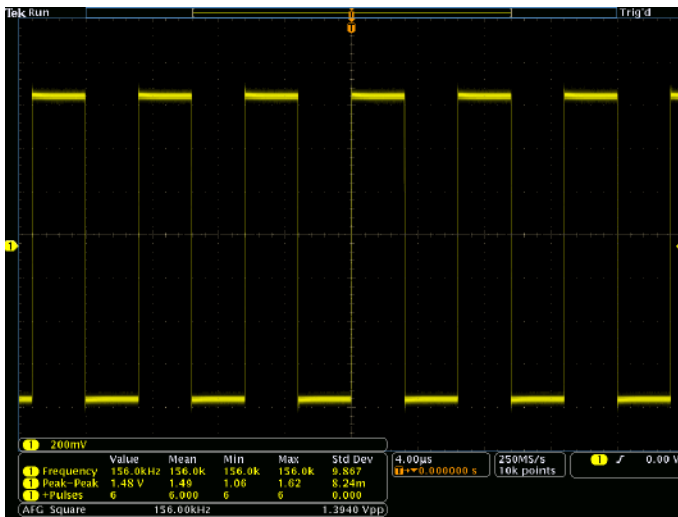 Tek Run Trig'd
T
T
1
1 200mV
Value Mean Min Max Std Dev
1 Frequency 156.0kHz 156.0k 156.0k 156.0k 9.867
1 Peak-Peak 1.48 V 1.49 1.06 1.62 8.24m
1 +Pulses 6 6.000 6 6 0.000
4.00µs
T→▼0.000000 s
250MS/s
10k points
1 ∫ 0.00 V
AFG Square 156.00kHz 1.3940 Vpp